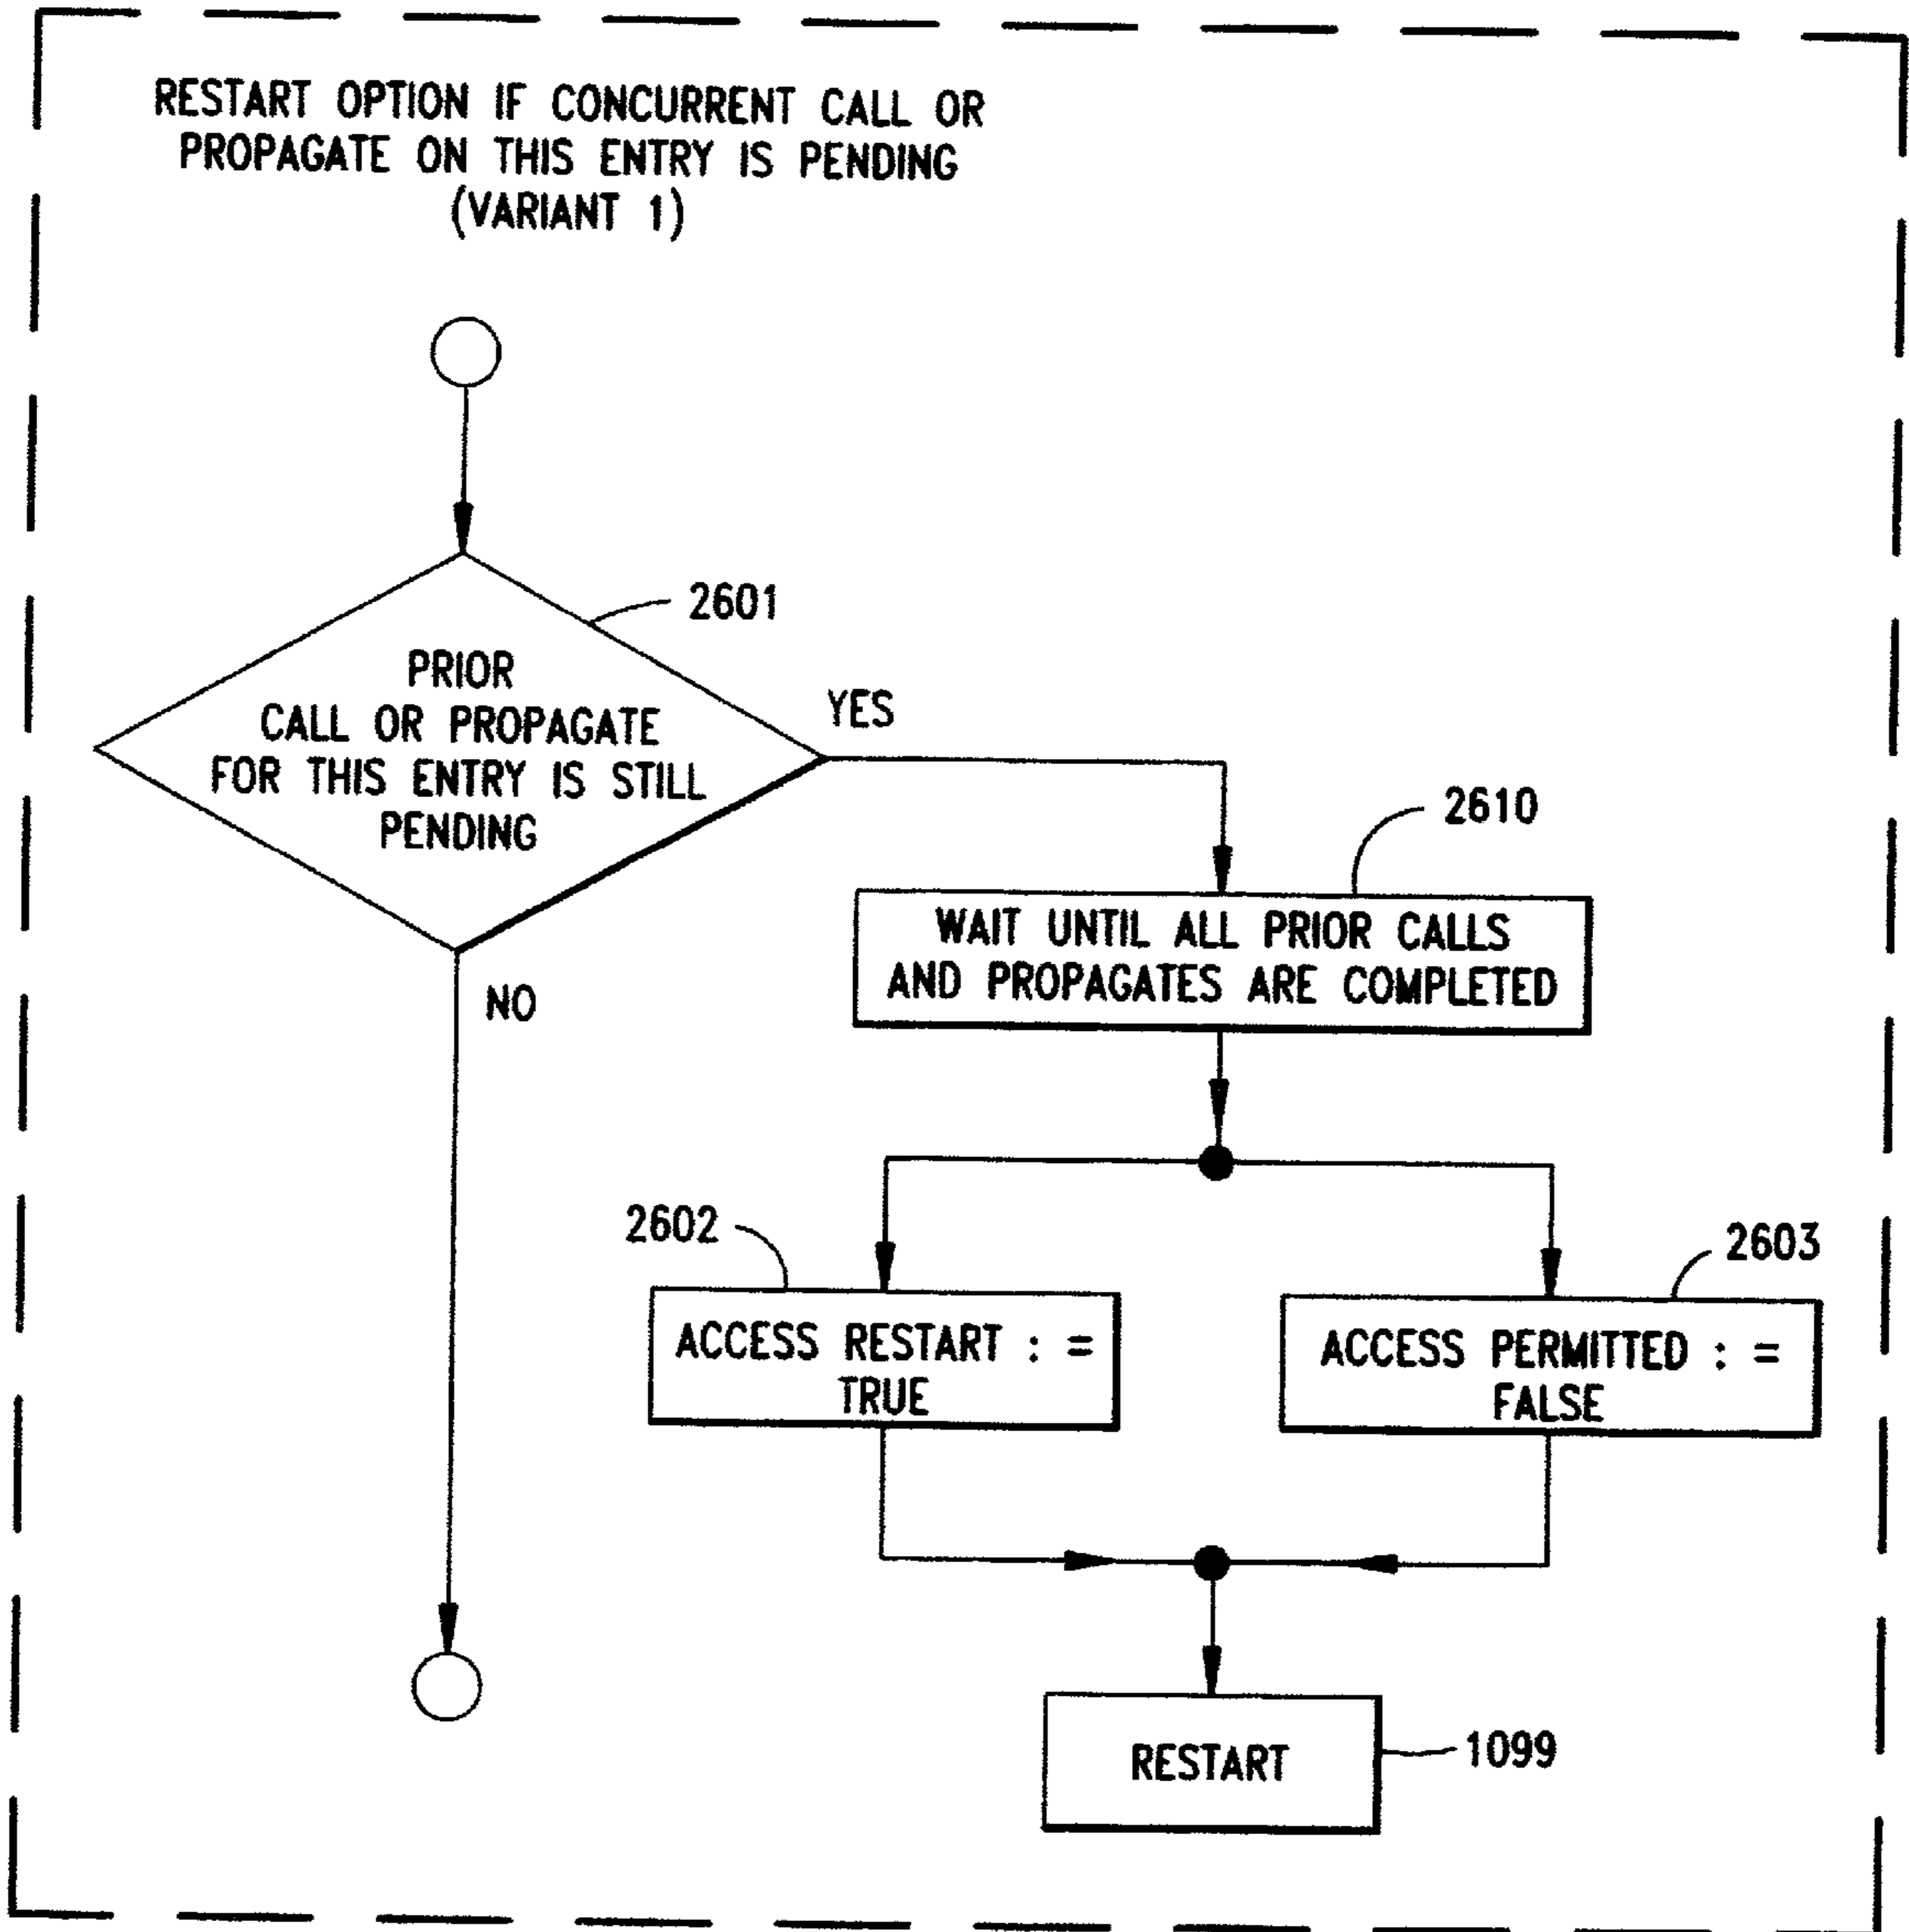 RESTART OPTION IF CONCURRENT CALL OR
PROPAGATE ON THIS ENTRY IS PENDING
(VARIANT 1)
2601
PRIOR
CALL OR PROPAGATE
FOR THIS ENTRY IS STILL
PENDING
YES
NO
2610
WAIT UNTIL ALL PRIOR CALLS
AND PROPAGATES ARE COMPLETED
2602
ACCESS RESTART : =
TRUE
2603
ACCESS PERMITTED : =
FALSE
RESTART
1099